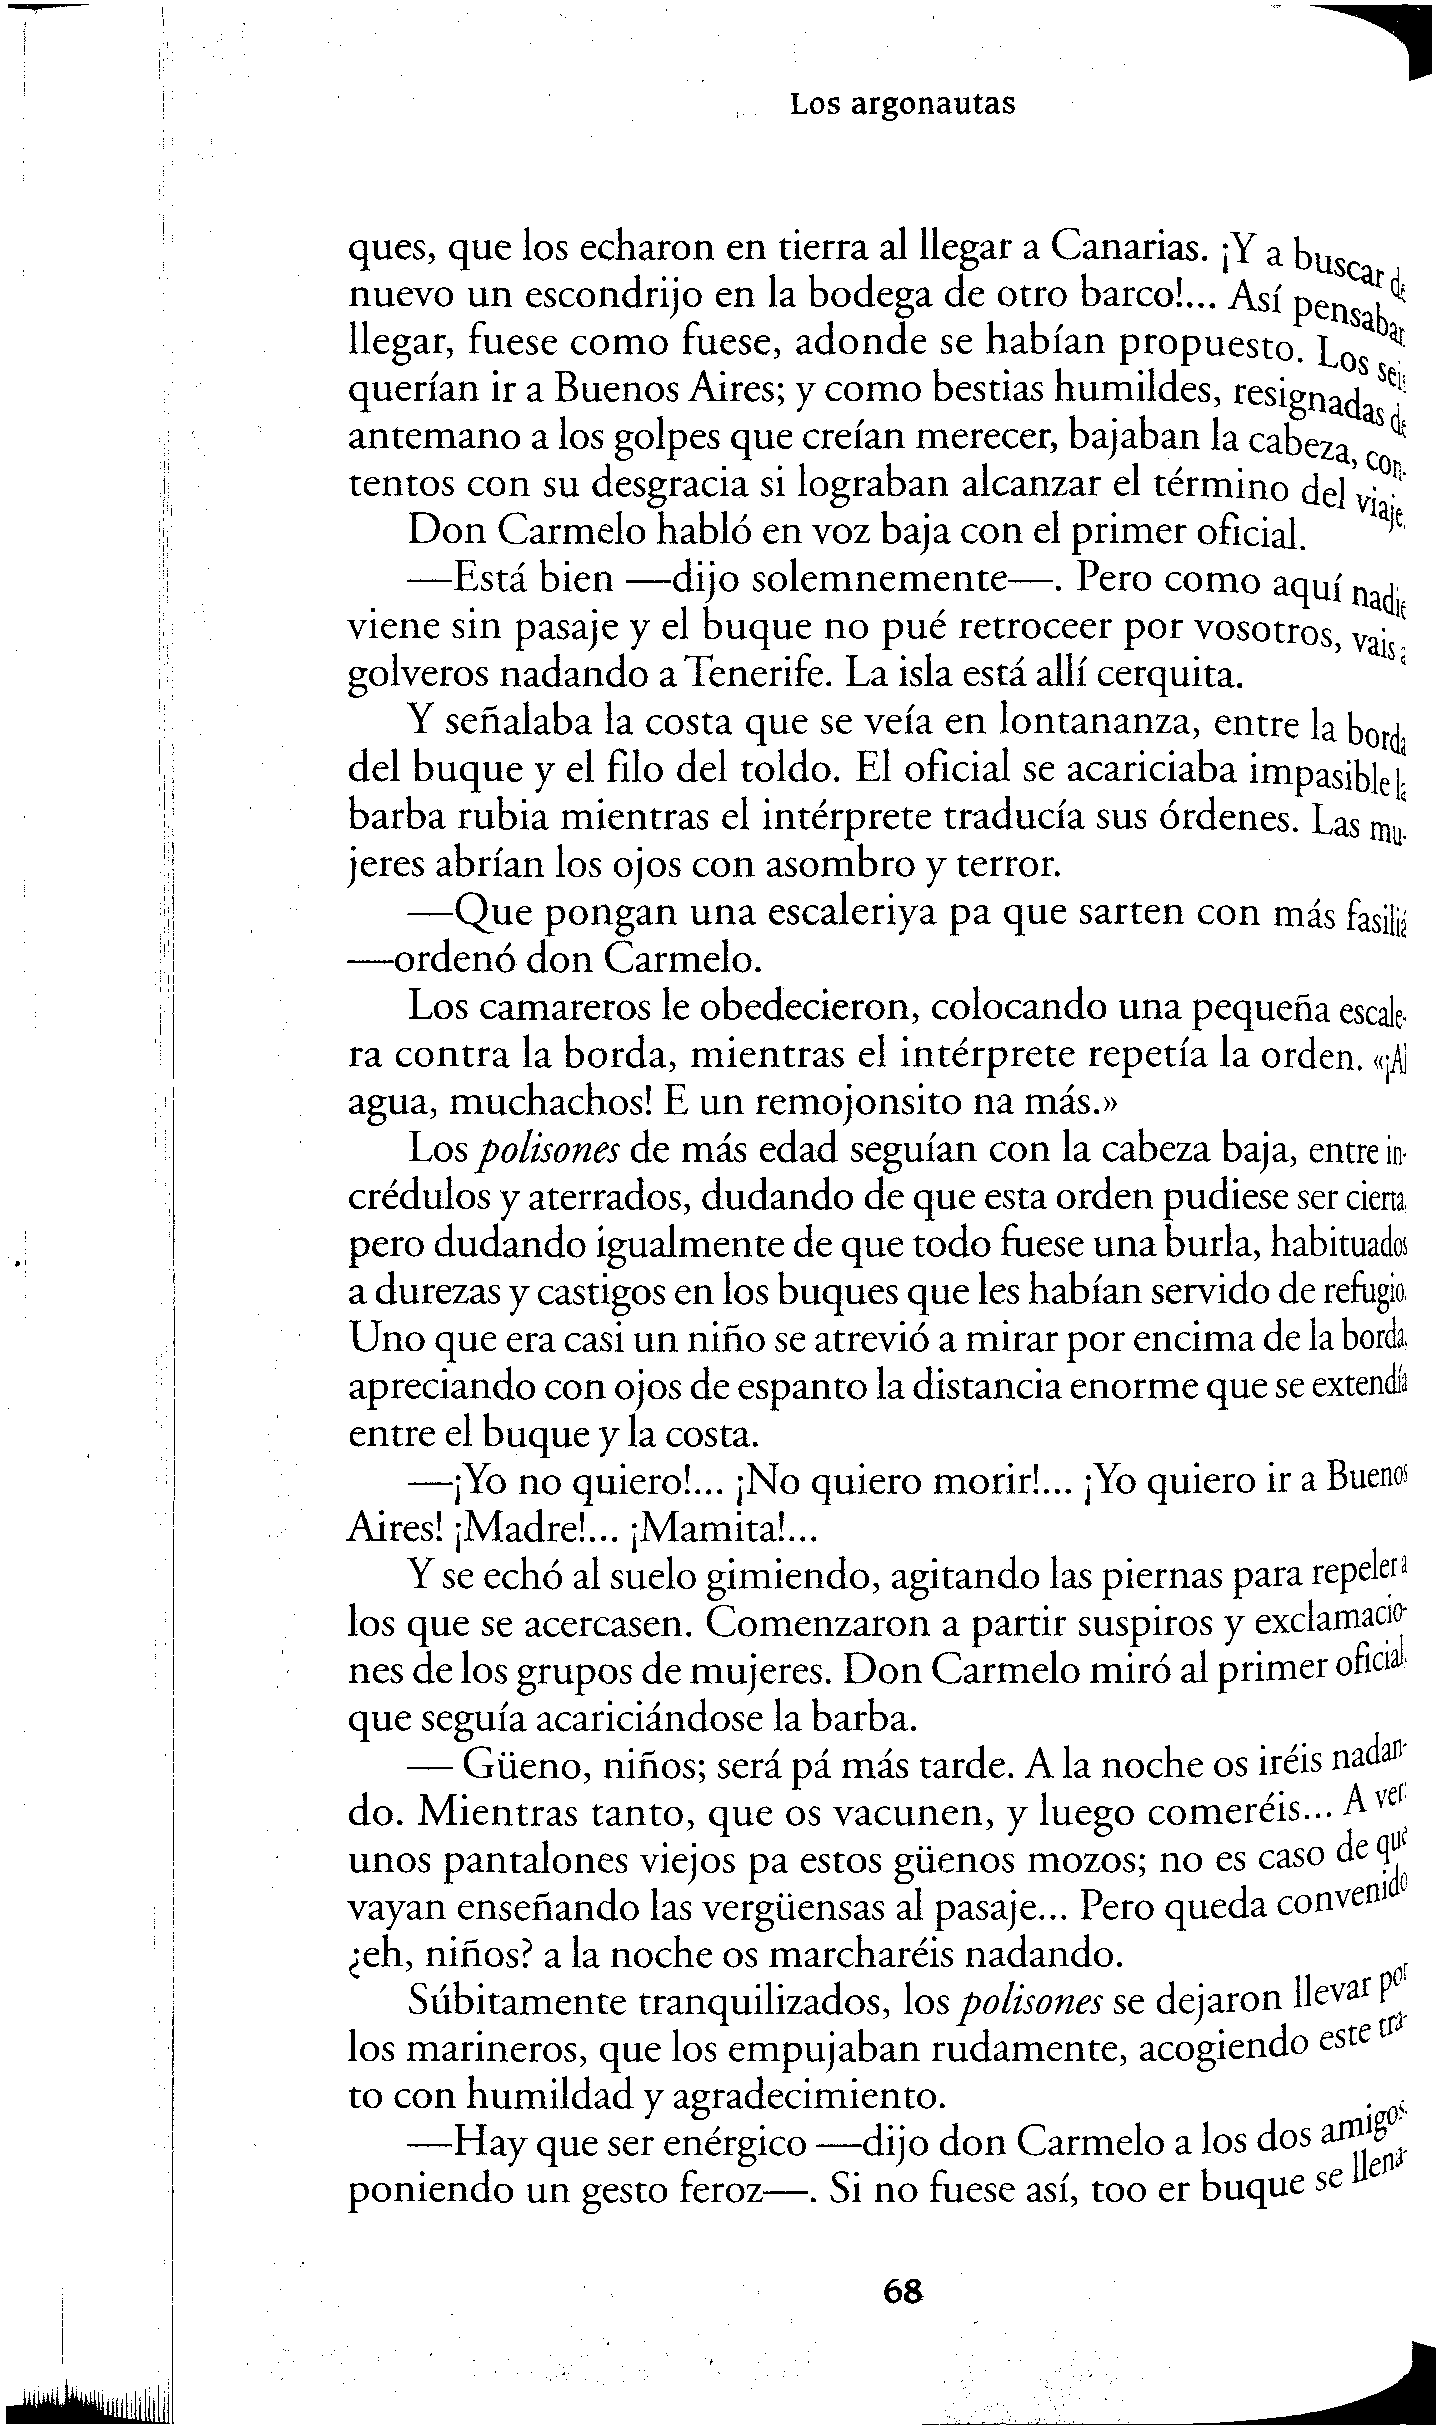 Los argonautas
ques, que los echaron en tierra al llegar a Canarias. ¡Y a buscar de
nuevo un escondrijo en la bodega de otro barco!... Así pensaban
llegar, fuese como fuese, adonde se habían propuesto. Los seis
querían ir a Buenos Aires; y como bestias humildes, resignadas de
antemano a los golpes que creían merecer, bajaban la cabeza, con-
tentos con su desgracia si lograban alcanzar el término del viaje.
Don Carmelo habló en voz baja con el primer oficial.
—Está bien —dijo solemnemente—. Pero como aquí nadie
viene sin pasaje y el buque no pué retroceer por vosotros, vais a
golveros nadando a Tenerife. La isla está allí cerquita.
Y señalaba la costa que se veía en lontananza, entre la borda
del buque y el filo del toldo. El oficial se acariciaba impasible la
barba rubia mientras el intérprete traducía sus órdenes. Las mu-
jeres abrían los ojos con asombro y terror.
—Que pongan una escaleriya pa que sarten con más fasiliá
—ordenó don Carmelo.
Los camareros le obedecieron, colocando una pequeña escale-
ra contra la borda, mientras el intérprete repetía la orden. «¡Al
agua, muchachos! E un remojonsito na más.»
Los polisones de más edad seguían con la cabeza baja, entre in-
crédulos y aterrados, dudando de que esta orden pudiese ser cierta,
pero dudando igualmente de que todo fuese una burla, habituados
a durezas y castigos en los buques que les habían servido de refugio.
Uno que era casi un niño se atrevió a mirar por encima de la borda,
apreciando con ojos de espanto la distancia enorme que se extendía
entre el buque y la costa.
—¡Yo no quiero!... ¡No quiero morir!... ¡Yo quiero ir a Buenos
Aires! ¡Madre!... ¡Mamita!...
Y se echó al suelo gimiendo, agitando las piernas para repeler a
los que se acercasen. Comenzaron a partir suspiros y exclamacio-
nes de los grupos de mujeres. Don Carmelo miró al primer oficial,
que seguía acariciándose la barba.
— Güeno, niños; será pá más tarde. A la noche os iréis nadan-
do. Mientras tanto, que os vacunen, y luego comeréis... A ver:
unos pantalones viejos pa estos güenos mozos; no es caso de que
vayan enseñando las vergüensas al pasaje... Pero queda convenido
¿eh, niños? a la noche os marcharéis nadando.
Súbitamente tranquilizados, los polisones se dejaron llevar por
los marineros, que los empujaban rudamente, acogiendo este tra-
to con humildad y agradecimiento.
—Hay que ser enérgico —dijo don Carmelo a los dos amigos,
poniendo un gesto feroz—. Si no fuese así, too er buque se llena-
68